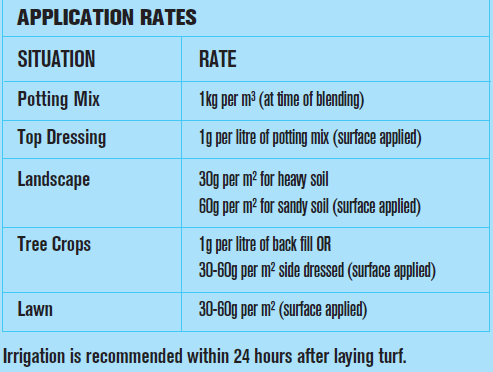 APPLICATION RATES
SITUATION RATE
Potting Mix 1kg per m³ (at time of blending)
Top Dressing 1g per litre of potting mix (surface applied)
Landscape 30g per m² for heavy soil
60g per m² for sandy soil (surface applied)
Tree Crops 1g per litre of back fill OR
30-60g per m² side dressed (surface applied)
Lawn 30-60g per m² (surface applied)
Irrigation is recommended within 24 hours after laying turf.